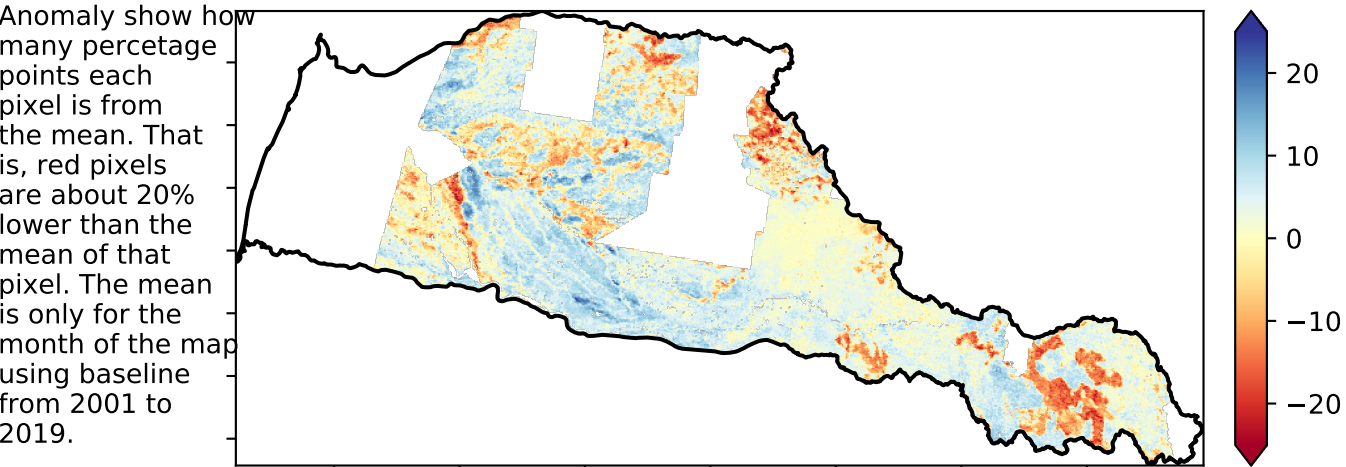 Anomaly show how
many percetage
points each
pixel is from
the mean. That
is, red pixels
are about 20%
lower than the
mean of that
pixel. The mean
is only for the
month of the map
using baseline
from 2001 to
2019.
20
10
0
−10
−20